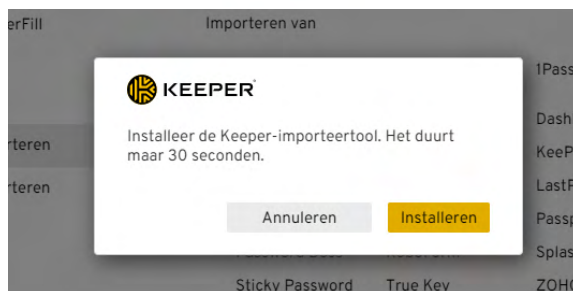 erFill
Importeren van
1Pass
KEEPER
Installeer de Keeper-importeertool. Het duurt
maar 30 seconden.
Dash
rteren
KeeP
rteren
LastP
Annuleren
Installeren
Passp
Splas
Sticky Password
True Key
ZOHO